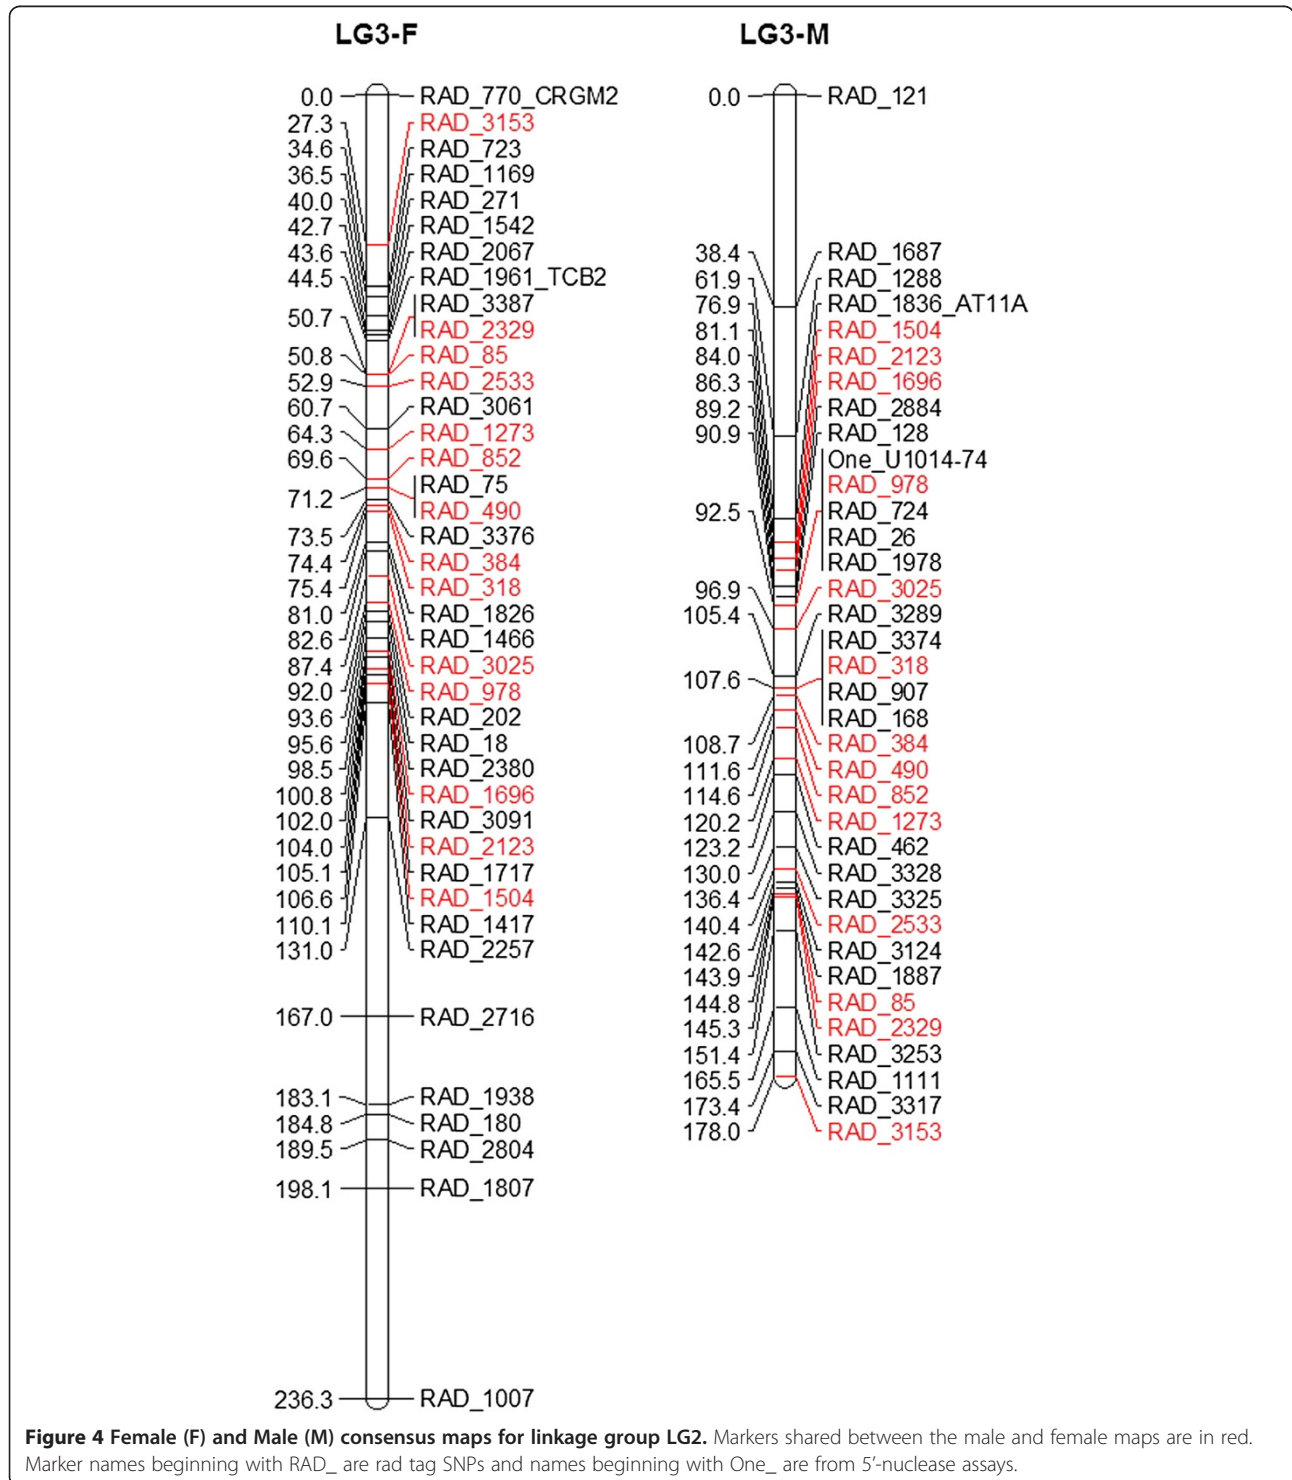 LG3-F
LG3-M
0.0 RAD_770_CRGM2
27.3 RAD_3153
34.6 RAD_723
36.5 RAD_1169
40.0 RAD_271
42.7 RAD_1542
43.6 RAD_2067
44.5 RAD_1961_TCB2
RAD_3387
50.7
RAD_2329
50.8 RAD_85
52.9 RAD_2533
60.7 RAD_3061
64.3 RAD_1273
69.6 RAD_852
RAD_75
71.2
RAD_490
73.5 RAD_3376
74.4 RAD_384
75.4 RAD_318
81.0 RAD_1826
82.6 RAD_1466
87.4 RAD_3025
92.0 RAD_978
93.6 RAD_202
95.6 RAD_18
98.5 RAD_2380
100.8 RAD_1696
102.0 RAD_3091
104.0 RAD_2123
105.1 RAD_1717
106.6 RAD_1504
110.1 RAD_1417
131.0 RAD_2257
167.0 RAD_2716
183.1 RAD_1938
184.8 RAD_180
189.5 RAD_2804
198.1 RAD_1807
236.3 RAD_1007
0.0 RAD_121
38.4 RAD_1687
61.9 RAD_1288
76.9 RAD_1836_AT11A
81.1 RAD_1504
84.0 RAD_2123
86.3 RAD_1696
89.2 RAD_2884
90.9 RAD_128
One_U1014-74
RAD_978
92.5 RAD_724
RAD_26
RAD_1978
96.9 RAD_3025
105.4 RAD_3289
RAD_3374
RAD_318
107.6
RAD_907
RAD_168
108.7 RAD_384
111.6 RAD_490
114.6 RAD_852
120.2 RAD_1273
123.2 RAD_462
130.0 RAD_3328
136.4 RAD_3325
140.4 RAD_2533
142.6 RAD_3124
143.9 RAD_1887
144.8 RAD_85
145.3 RAD_2329
151.4 RAD_3253
165.5 RAD_1111
173.4 RAD_3317
178.0 RAD_3153
Figure 4 Female (F) and Male (M) consensus maps for linkage group LG2. Markers shared between the male and female maps are in red.
Marker names beginning with RAD_ are rad tag SNPs and names beginning with One_ are from 5’-nuclease assays.